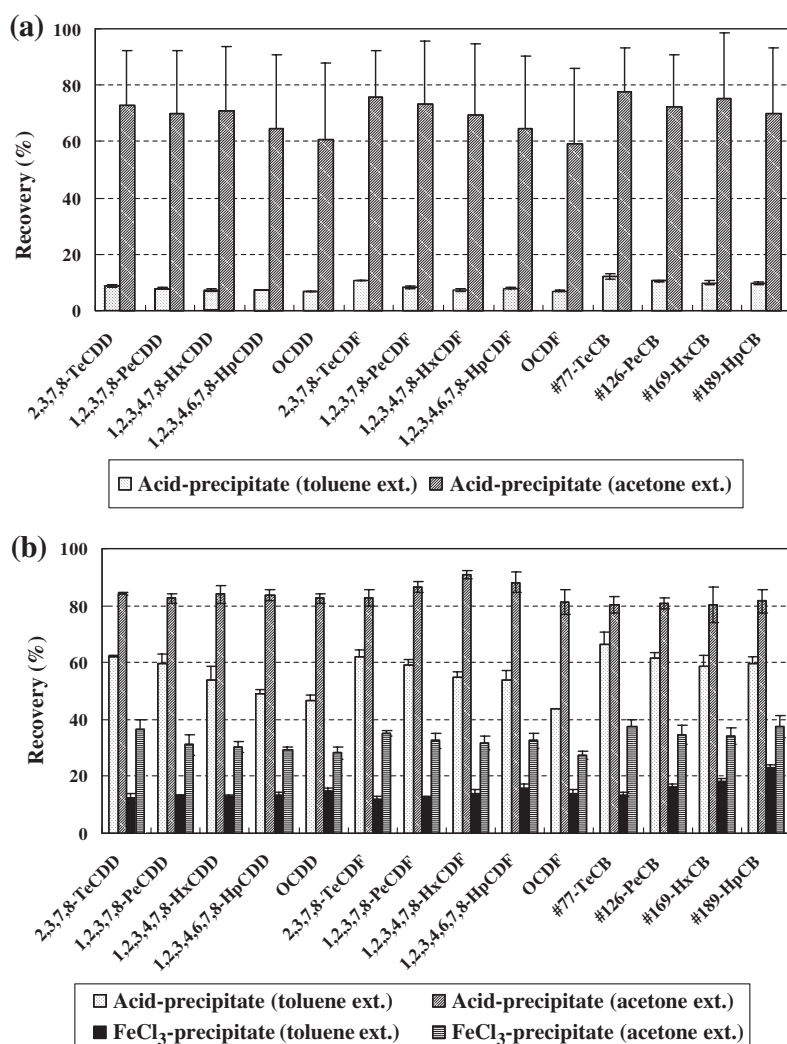 (a)
100
80
60
40
20
0
Recovery (%)
2,3,7,8-TeCDD
1,2,3,7,8-PeCDD
1,2,3,4,7,8-HxCDD
1,2,3,4,6,7,8-HpCDD
OCDD
2,3,7,8-TeCDF
1,2,3,7,8-PeCDF
1,2,3,4,7,8-HxCDF
1,2,3,4,6,7,8-HpCDF
OCDF
#77-TeCB
#126-PeCB
#169-HxCB
#189-HpCB
Acid-precipitate (toluene ext.) Acid-precipitate (acetone ext.)
(b)
100
80
60
40
20
0
Recovery (%)
2,3,7,8-TeCDD
1,2,3,7,8-PeCDD
1,2,3,4,7,8-HxCDD
1,2,3,4,6,7,8-HpCDD
OCDD
2,3,7,8-TeCDF
1,2,3,7,8-PeCDF
1,2,3,4,7,8-HxCDF
1,2,3,4,6,7,8-HpCDF
OCDF
#77-TeCB
#126-PeCB
#169-HxCB
#189-HpCB
Acid-precipitate (toluene ext.) Acid-precipitate (acetone ext.)
FeCl₃-precipitate (toluene ext.) FeCl₃-precipitate (acetone ext.)